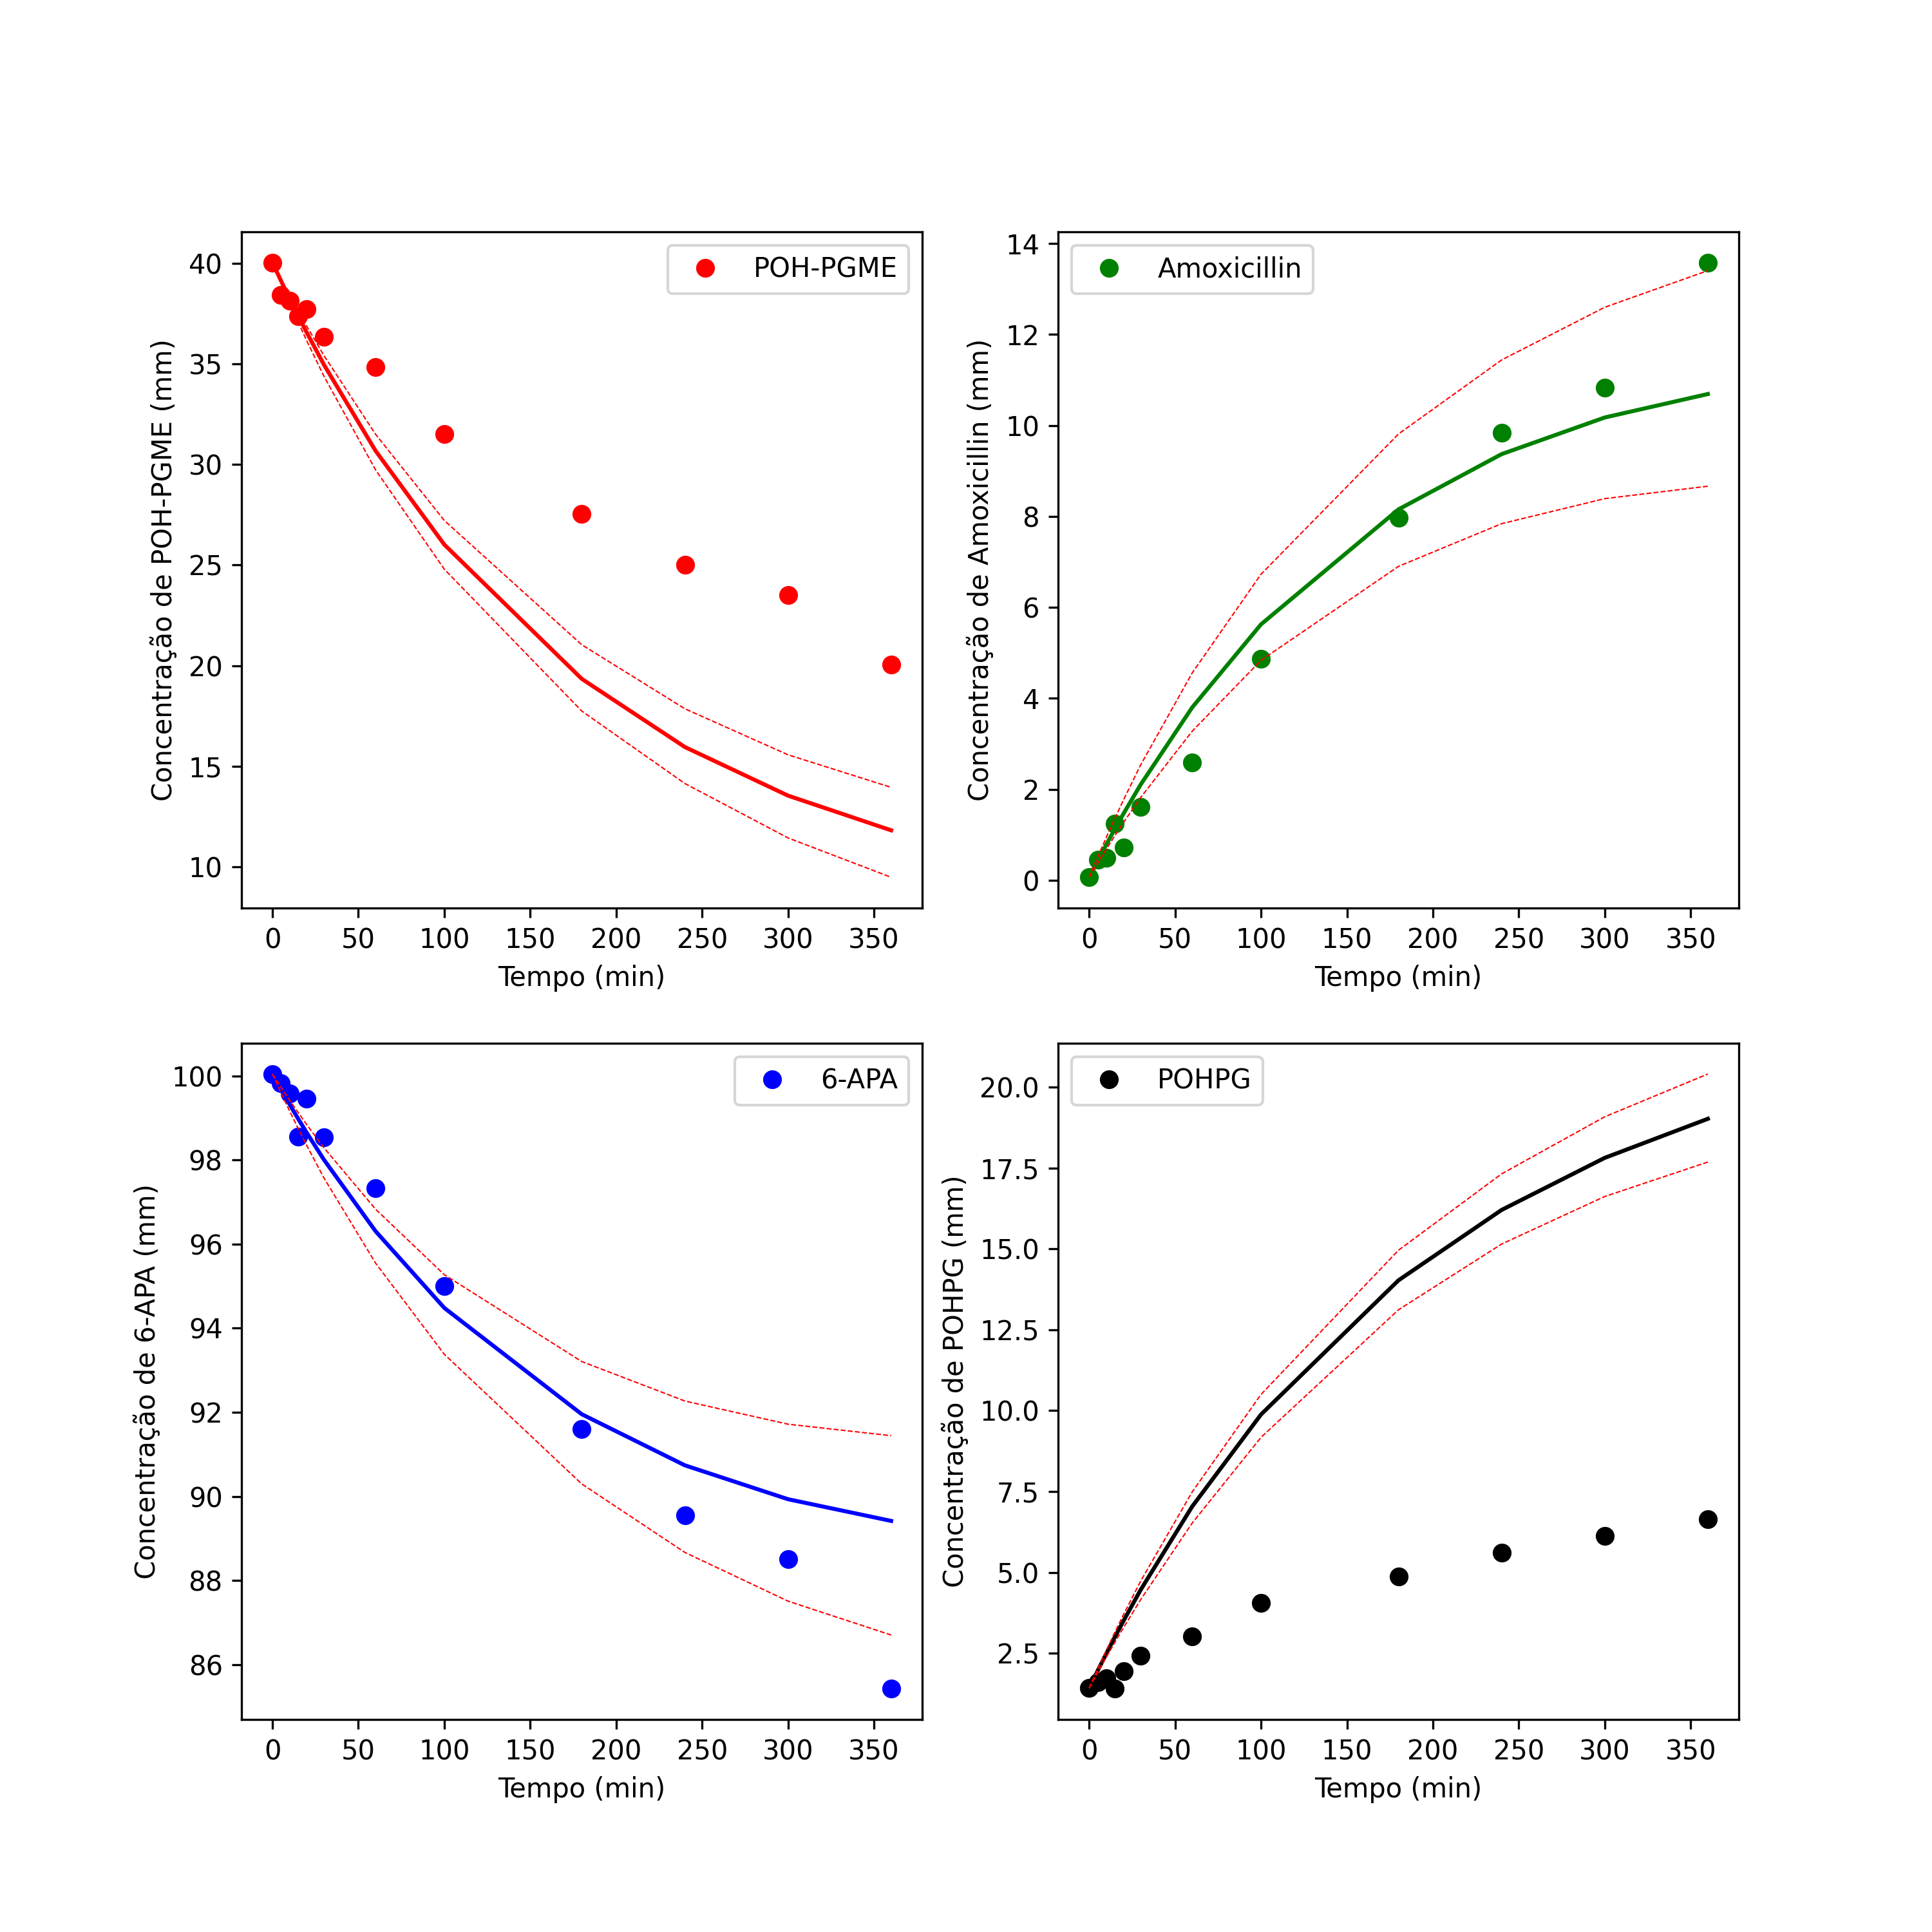 POH-PGME
Concentração de POH-PGME (mm)
40
35
30
25
20
15
10
0 50 100 150 200 250 300 350
Tempo (min)
Amoxicillin
Concentração de Amoxicillin (mm)
14
12
10
8
6
4
2
0
0 50 100 150 200 250 300 350
Tempo (min)
6-APA
Concentração de 6-APA (mm)
100
98
96
94
92
90
88
86
0 50 100 150 200 250 300 350
Tempo (min)
POHPG
Concentração de POHPG (mm)
20.0
17.5
15.0
12.5
10.0
7.5
5.0
2.5
0 50 100 150 200 250 300 350
Tempo (min)